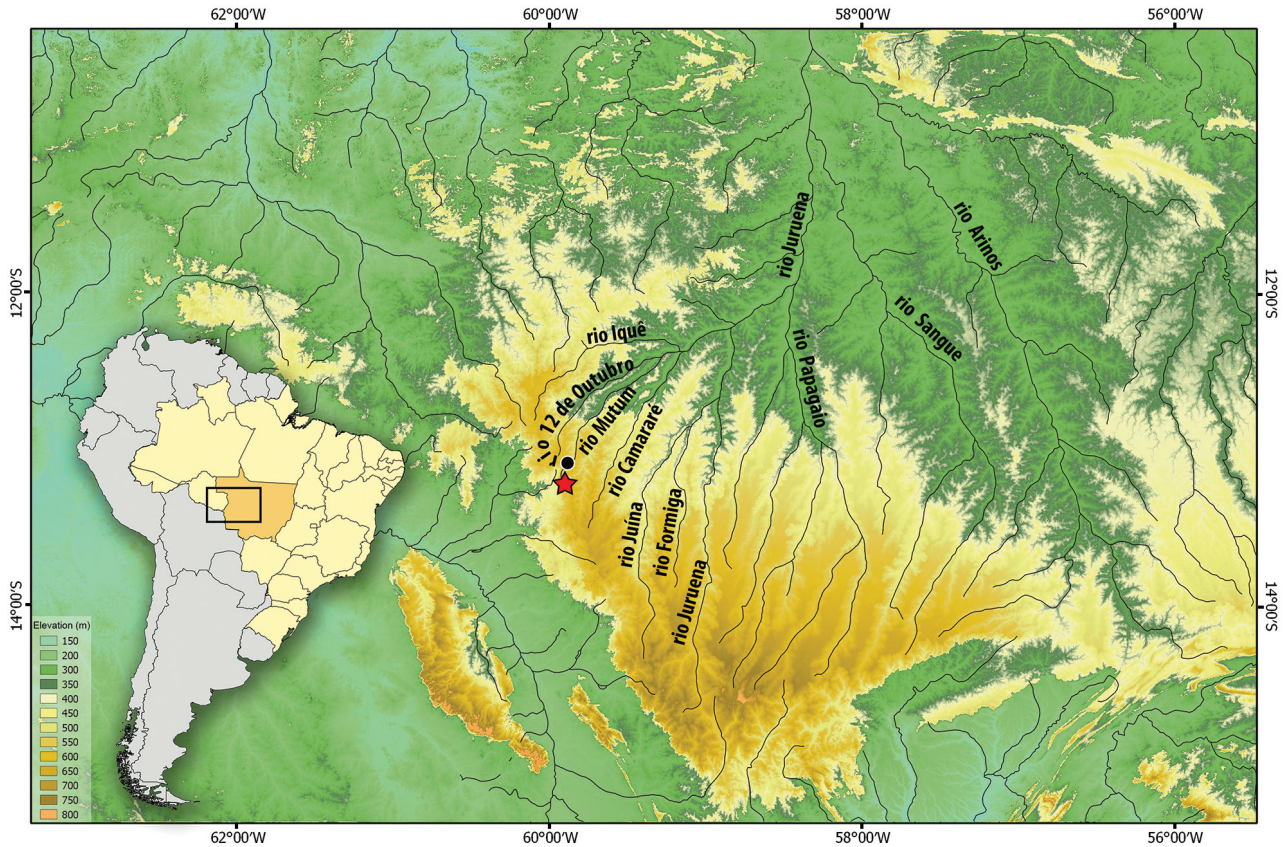 62°00'W
60°00'W
58°00'W
56°00'W
12°00'S
12°00'S
rio Juruena
rio Arinos
rio Iquê
rio Sangue
rio 12 de Outubro
rio Papagaio
rio Mutum
rio Camararé
rio Juína
rio Formiga
rio Juruena
14°00'S
14°00'S
Elevation (m)
150
200
300
350
400
450
500
550
600
650
700
750
800
62°00'W
60°00'W
58°00'W
56°00'W